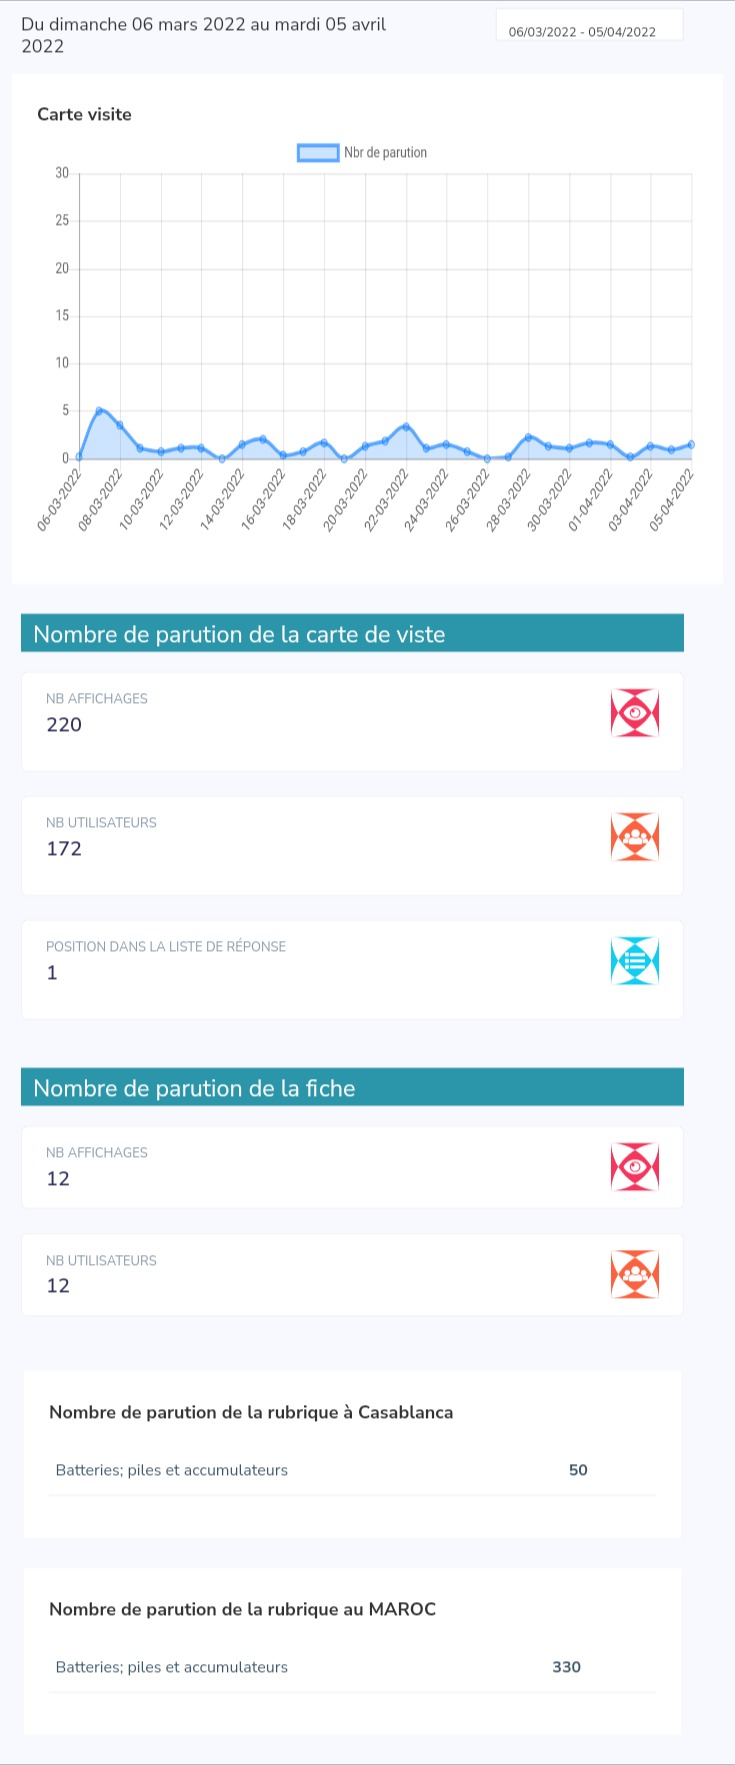 Du dimanche 06 mars 2022 au mardi 05 avril
2022
06/03/2022 - 05/04/2022
Carte visite
Nbr de parution
30
25
20
15
10
5
0
06-03-2022
08-03-2022
10-03-2022
12-03-2022
14-03-2022
16-03-2022
18-03-2022
20-03-2022
22-03-2022
24-03-2022
26-03-2022
28-03-2022
30-03-2022
01-04-2022
03-04-2022
05-04-2022
Nombre de parution de la carte de viste
NB AFFICHAGES
220
NB UTILISATEURS
172
POSITION DANS LA LISTE DE RÉPONSE
1
Nombre de parution de la fiche
NB AFFICHAGES
12
NB UTILISATEURS
12
Nombre de parution de la rubrique à Casablanca
Batteries; piles et accumulateurs 50
Nombre de parution de la rubrique au MAROC
Batteries; piles et accumulateurs 330